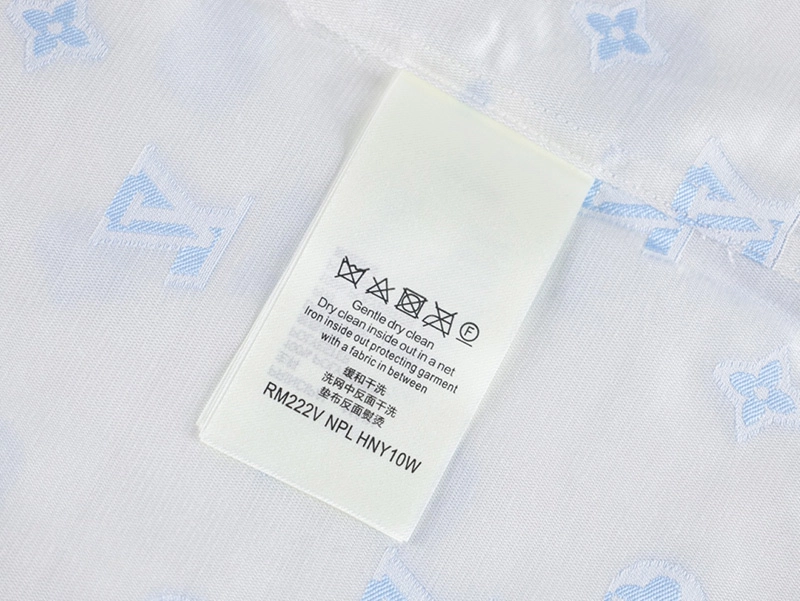 F
Gentle dry clean
Dry clean inside out in a net
Iron inside out protecting garment
with a fabric in between
缓和干洗
洗网中反面干洗
垫布反面熨烫
RM222V NPL HNY10W